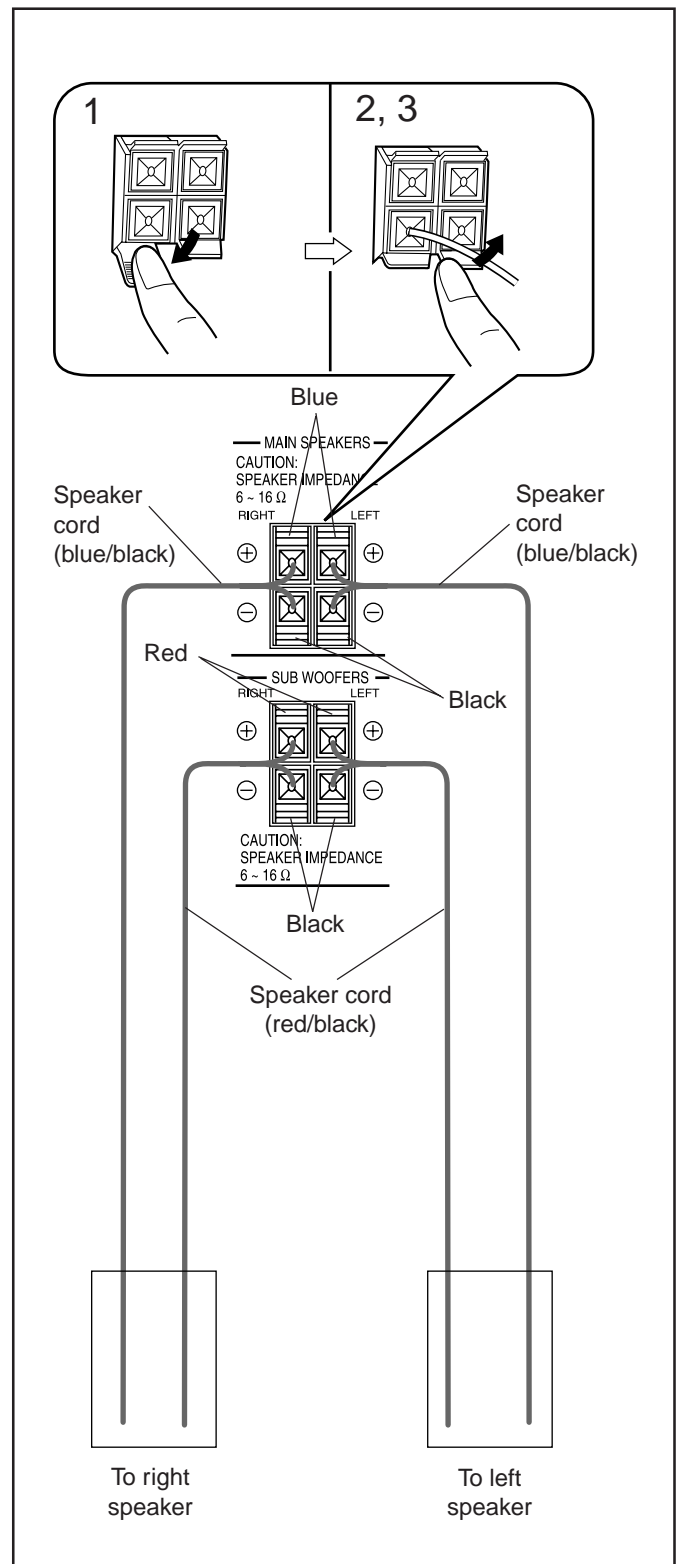 1
2, 3
Blue
MAIN SPEAKERS
CAUTION:
SPEAKER IMPEDANCE
6 ~ 16 Ω
RIGHT LEFT
Speaker
cord
(blue/black)
Speaker
cord
(blue/black)
⊕ ⊕
⊖ ⊖
Red
Black
SUB WOOFERS
RIGHT LEFT
⊕ ⊕
⊖ ⊖
CAUTION:
SPEAKER IMPEDANCE
6 ~ 16 Ω
Black
Speaker cord
(red/black)
To right
speaker
To left
speaker